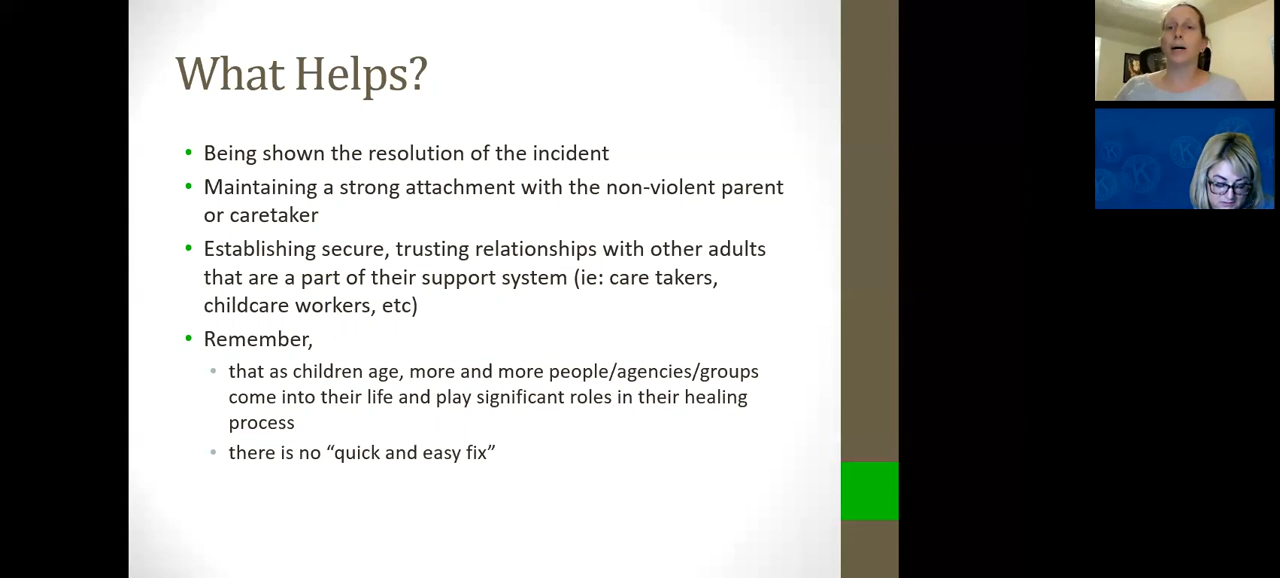 What Helps?
• Being shown the resolution of the incident
• Maintaining a strong attachment with the non-violent parent
or caretaker
• Establishing secure, trusting relationships with other adults
that are a part of their support system (ie: care takers,
childcare workers, etc)
• Remember,
• that as children age, more and more people/agencies/groups
come into their life and play significant roles in their healing
process
• there is no “quick and easy fix”